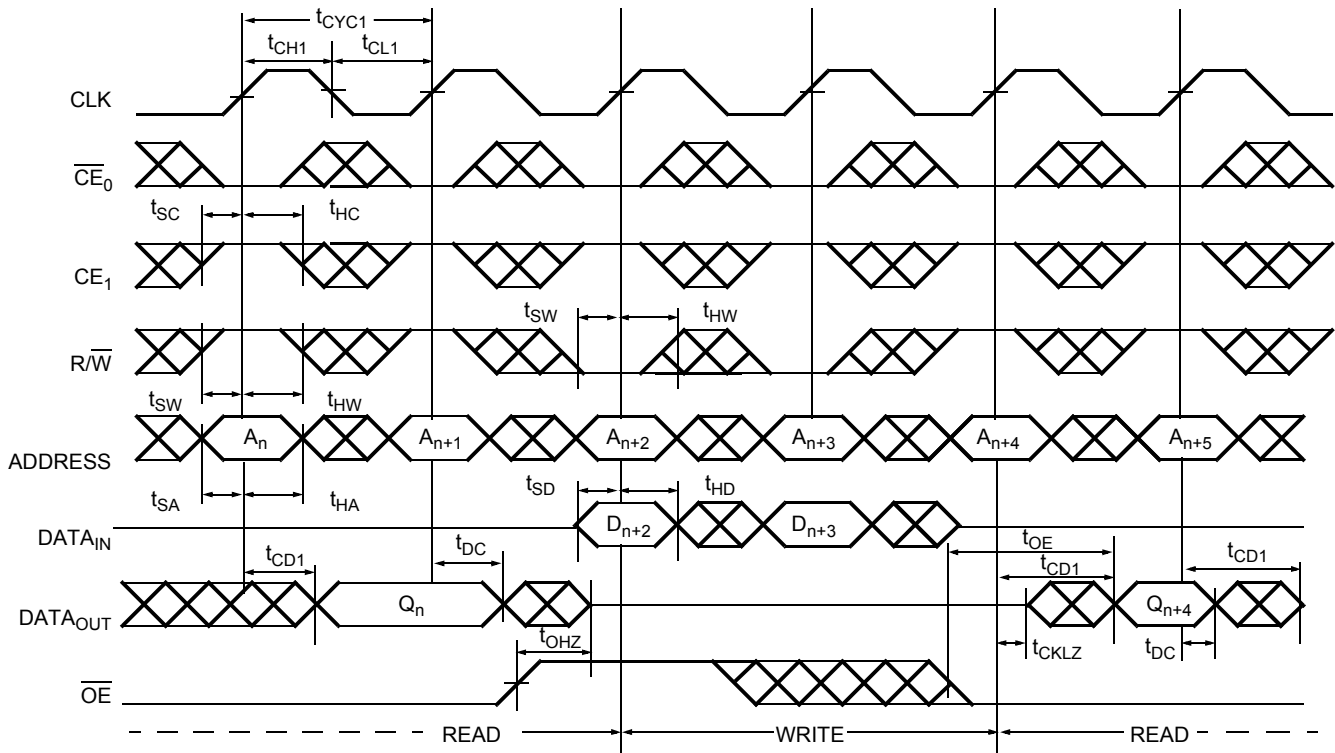 tCYC1
tCH1 tCL1
CLK
CE0
tSC tHC
CE1
tSW tHW
R/W
tSW tHW
An An+1 An+2 An+3 An+4 An+5
ADDRESS
tSA tHA tSD tHD
DATAIN Dn+2 Dn+3
tCD1 tDC tOE tCD1 tCD1
DATAOUT Qn Qn+4
tOHZ tCKLZ tDC
OE
READ WRITE READ